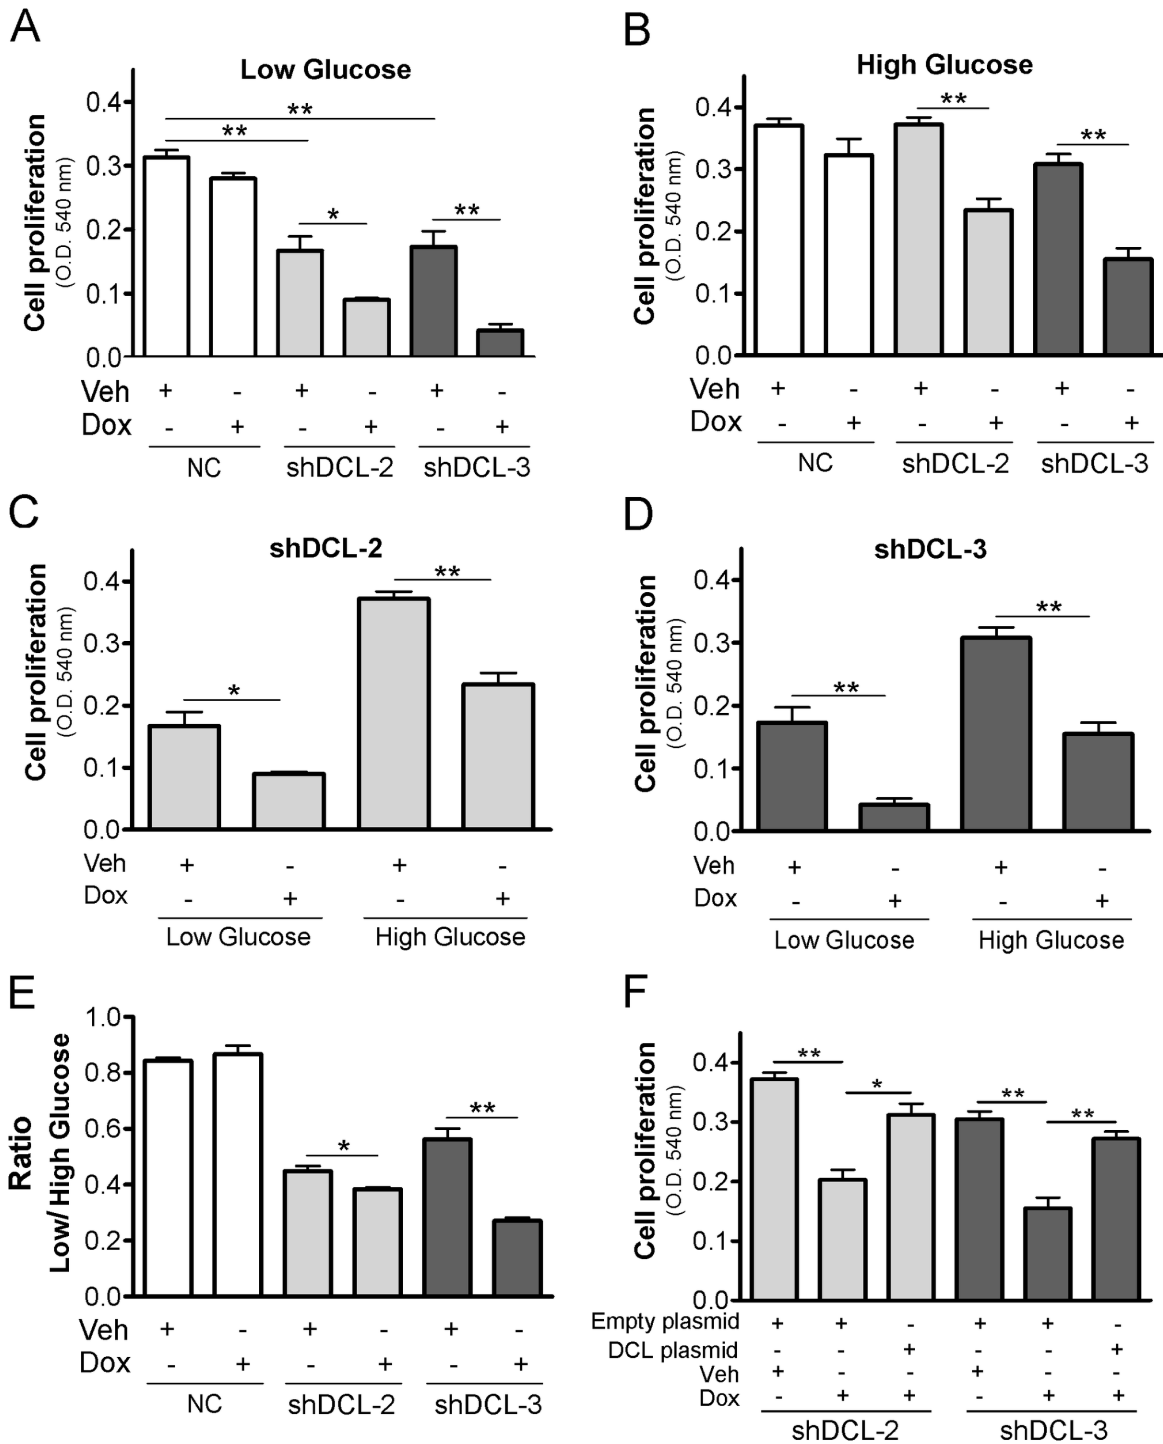 A
Low Glucose
Cell proliferation
(O.D. 540 nm)
0.4
0.3
0.2
0.1
0.0
**
**
*
**
Veh + - + - + -
Dox - + - + - +
NC shDCL-2 shDCL-3
B
High Glucose
Cell proliferation
(O.D. 540 nm)
0.4
0.3
0.2
0.1
0.0
**
**
Veh + - + - + -
Dox - + - + - +
NC shDCL-2 shDCL-3
C
shDCL-2
Cell proliferation
(O.D. 540 nm)
0.4
0.3
0.2
0.1
0.0
*
**
Veh + - + -
Dox - + - +
Low Glucose High Glucose
D
shDCL-3
Cell proliferation
(O.D. 540 nm)
0.4
0.3
0.2
0.1
0.0
**
**
Veh + - + -
Dox - + - +
Low Glucose High Glucose
E
Ratio
Low/High Glucose
1.0
0.8
0.6
0.4
0.2
0.0
*
**
Veh + - + - + -
Dox - + - + - +
NC shDCL-2 shDCL-3
F
Cell proliferation
(O.D. 540 nm)
0.4
0.3
0.2
0.1
0.0
**
*
**
**
Empty plasmid + + - + + -
DCL plasmid - - + - - +
Veh + - - + - -
Dox - + + - + +
shDCL-2 shDCL-3